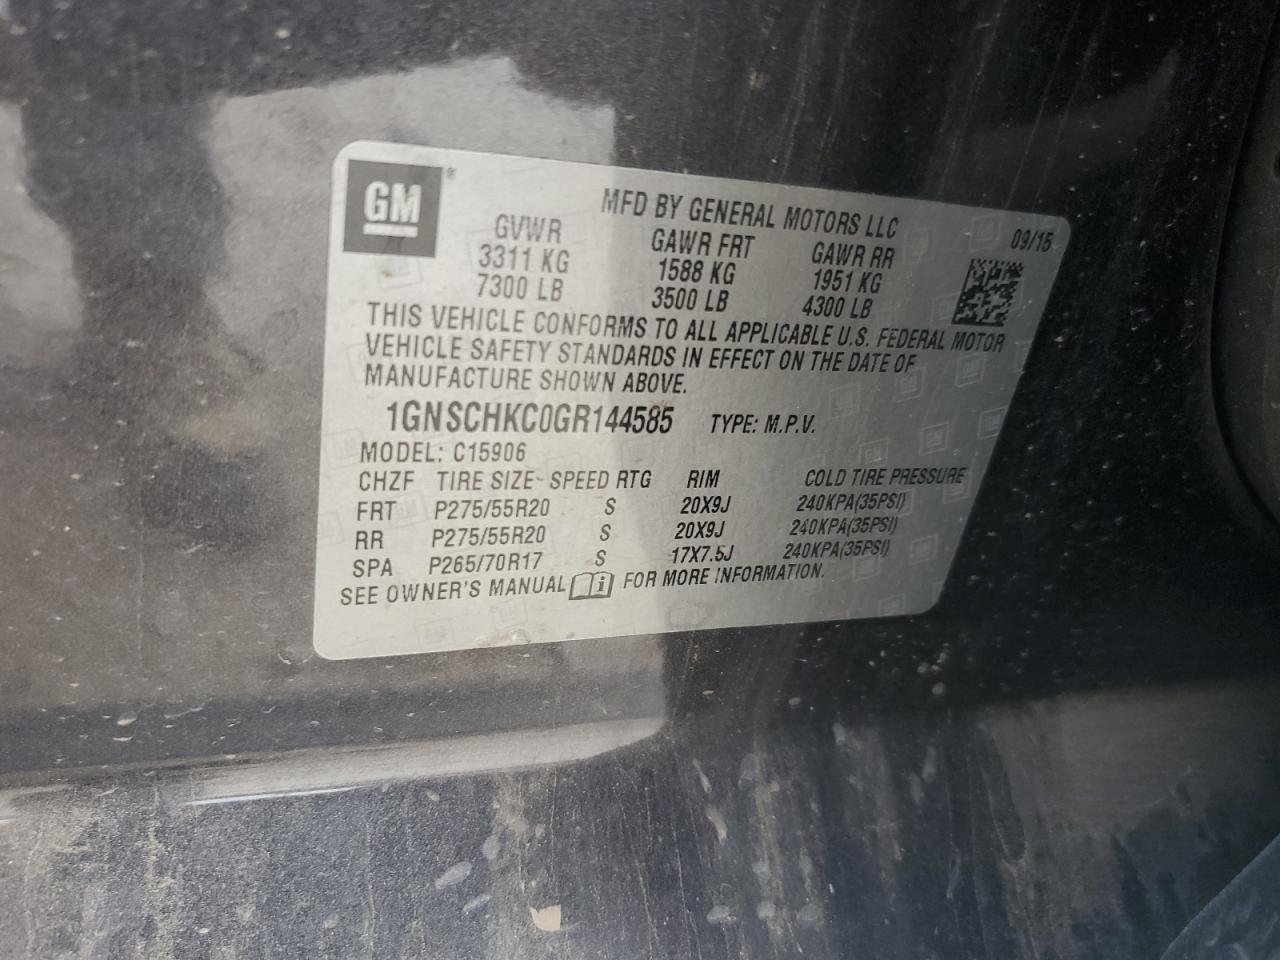 GM ®
MFD BY GENERAL MOTORS LLC
GVWR GAWR FRT GAWR RR 09/15
3311 KG 1588 KG 1951 KG
7300 LB 3500 LB 4300 LB
THIS VEHICLE CONFORMS TO ALL APPLICABLE U.S. FEDERAL MOTOR
VEHICLE SAFETY STANDARDS IN EFFECT ON THE DATE OF
MANUFACTURE SHOWN ABOVE.
1GNSCHKC0GR144585 TYPE: M.P.V.
MODEL: C15906
CHZF TIRE SIZE SPEED RTG RIM COLD TIRE PRESSURE
FRT P275/55R20 S 20X9J 240KPA(35PSI)
RR P275/55R20 S 20X9J 240KPA(35PSI)
SPA P265/70R17 S 17X7.5J 240KPA(35PSI)
SEE OWNER'S MANUAL i FOR MORE INFORMATION.